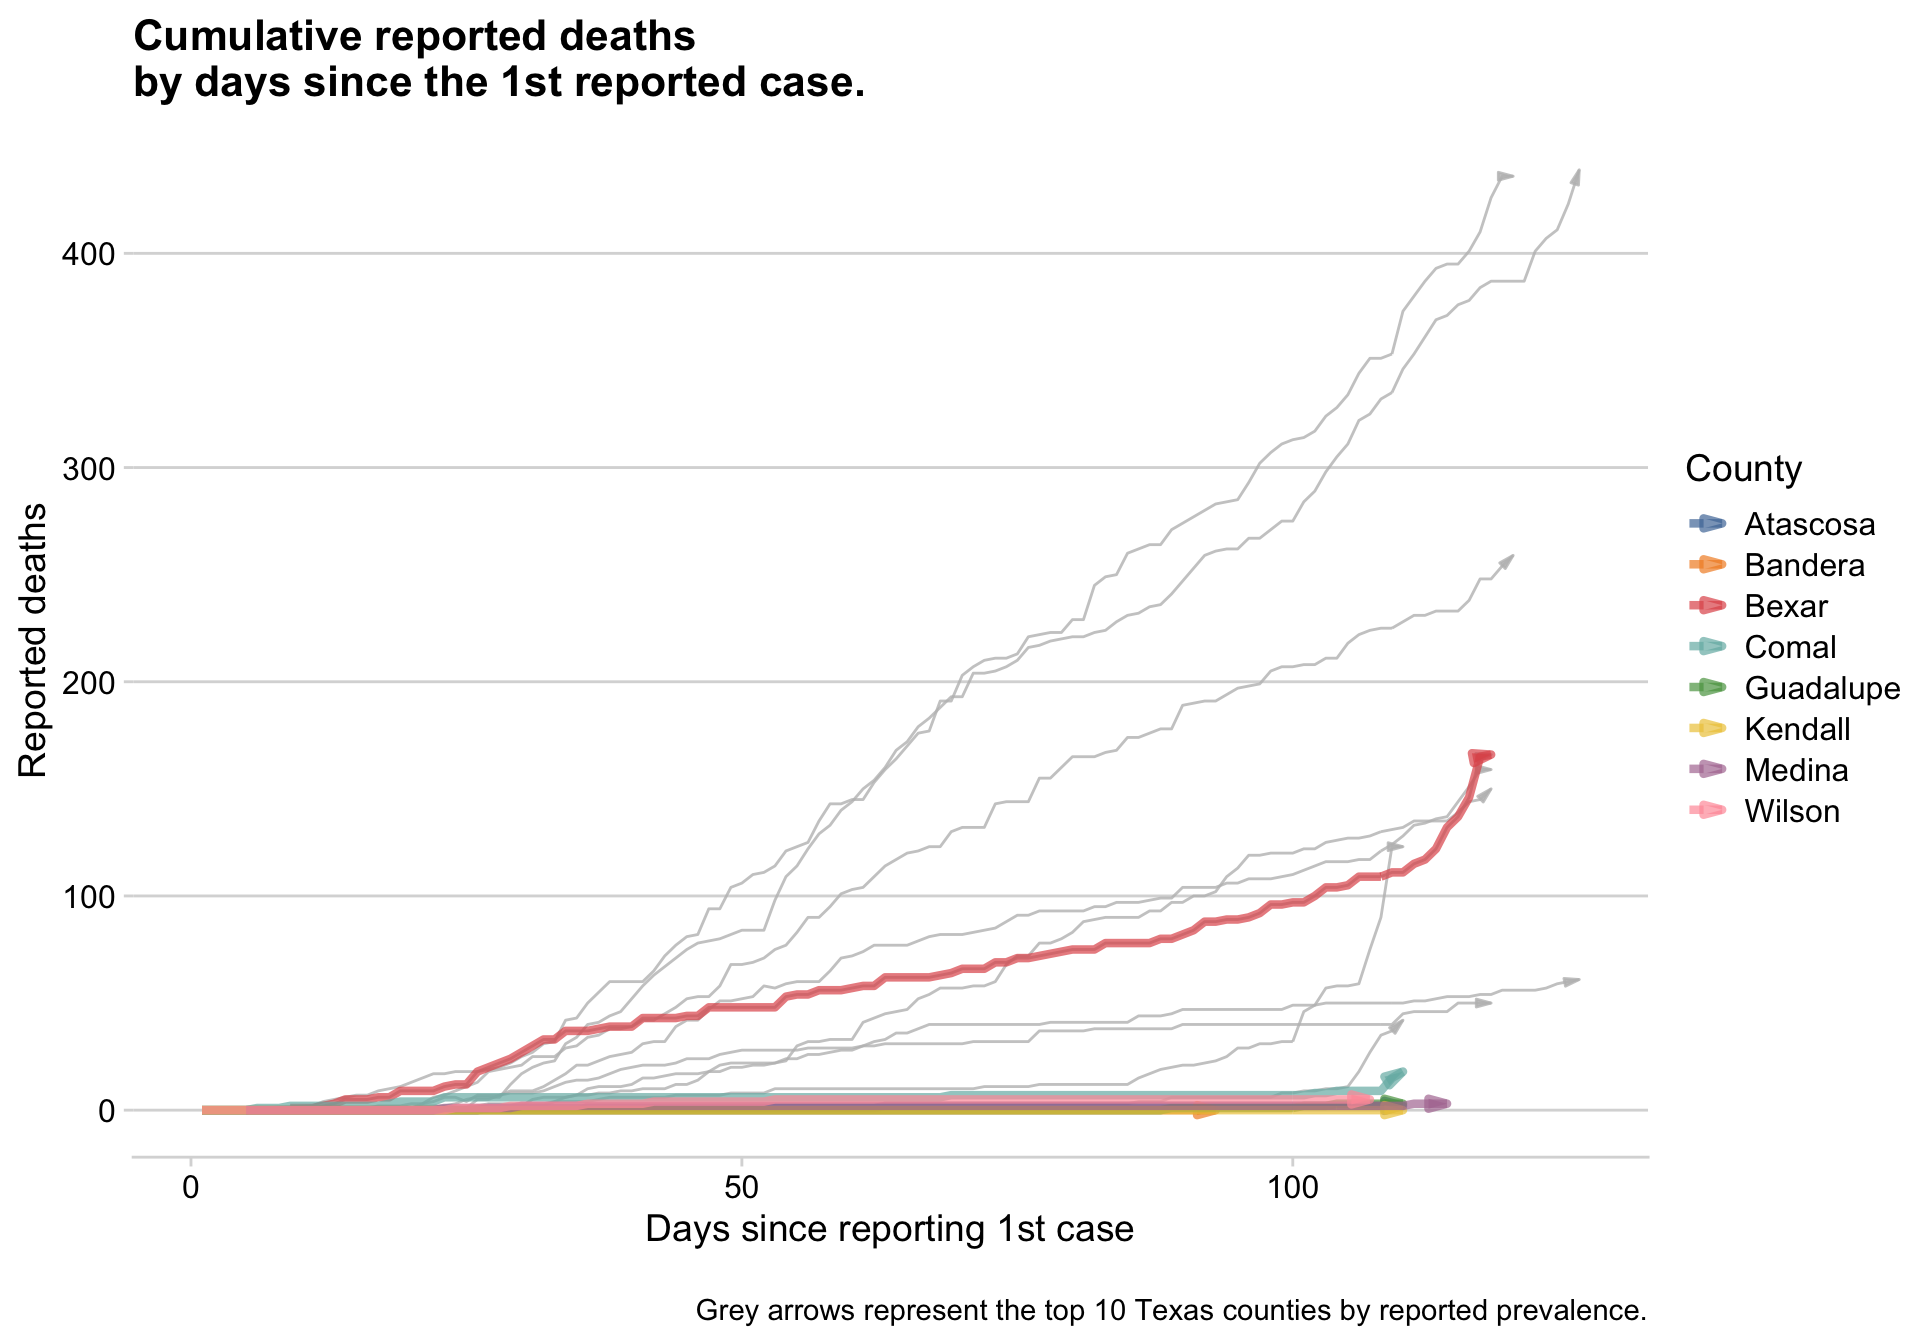 Cumulative reported deaths
by days since the 1st reported case.
400
300
200
100
0
Reported deaths
0 50 100
Days since reporting 1st case
County
Atascosa
Bandera
Bexar
Comal
Guadalupe
Kendall
Medina
Wilson
Grey arrows represent the top 10 Texas counties by reported prevalence.